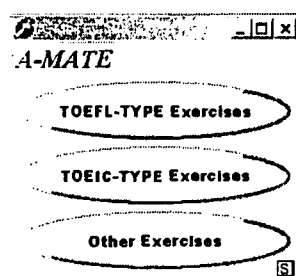 A-MATE
TOEFL-TYPE Exercises
TOEIC-TYPE Exercises
Other Exercises
S